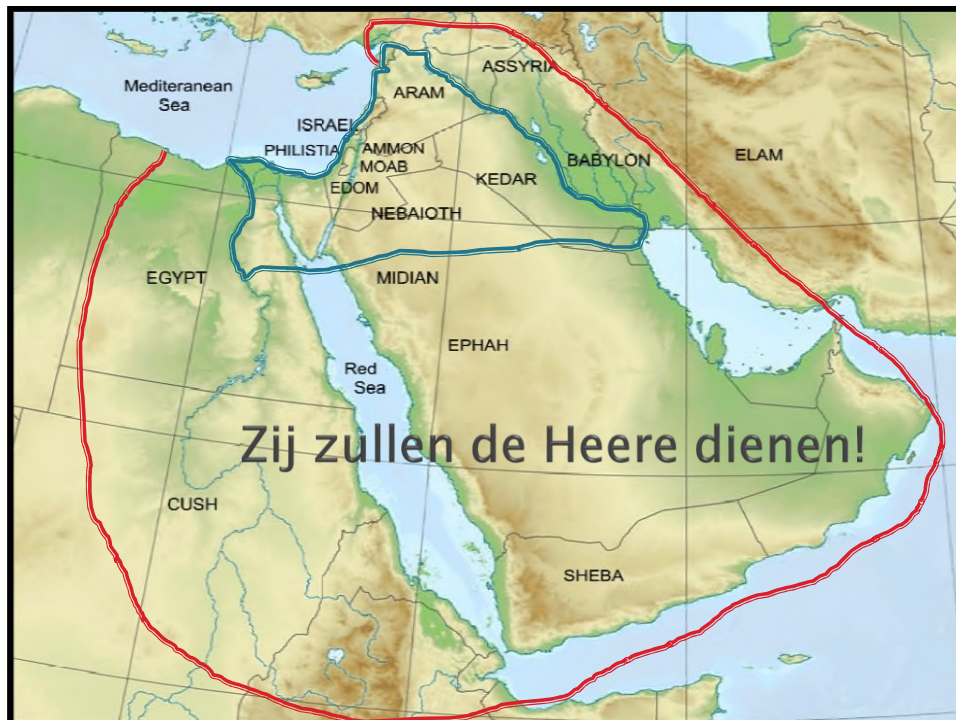 ASSYRIA
Mediteranean
Sea
ARAM
ISRAEL
PHILISTIA
AMMON
MOAB
BABYLON
ELAM
KEDAR
EDOM
NEBAIOTH
EGYPT
MIDIAN
EPHAH
Red
Sea
Zij zullen de Heere dienen!
CUSH
SHEBA